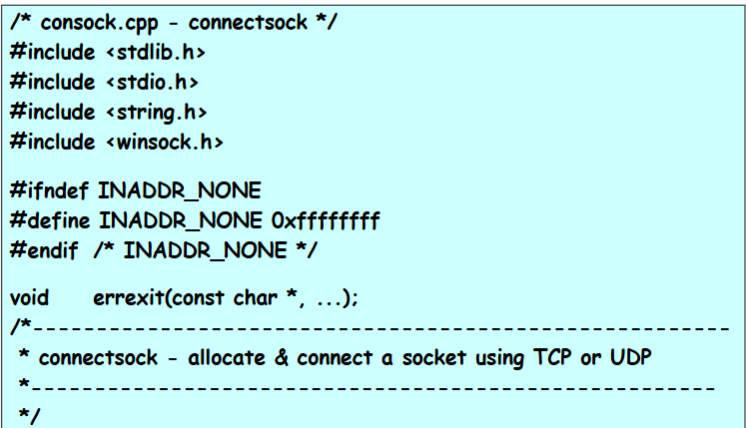 /* consock.cpp - connectsock */
#include <stdlib.h>
#include <stdio.h>
#include <string.h>
#include <winsock.h>
#ifndef INADDR_NONE
#define INADDR_NONE 0xffffffff
#endif /* INADDR_NONE */
void errexit(const char *, ...);
/*-------------------------------------------------------
* connectsock - allocate & connect a socket using TCP or UDP
*------------------------------------------------------
*/